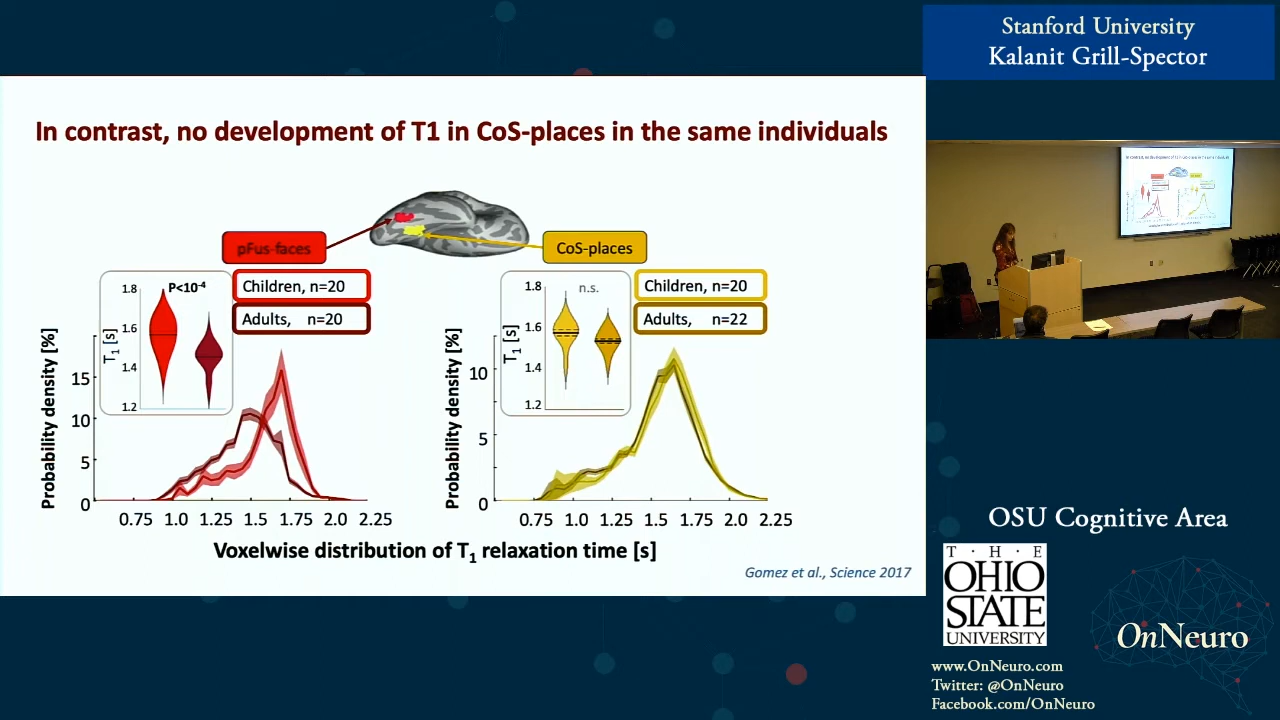 Stanford University
Kalanit Grill-Spector
In contrast, no development of T1 in CoS-places in the same individuals
pFus-faces
CoS-places
P<10-4
1.8
1.6
1.4
1.2
T1 [s]
Children, n=20
Adults, n=20
n.s.
1.8
1.6
1.4
1.2
T1 [s]
Children, n=20
Adults, n=22
Probability density [%]
15
10
5
0
0.75 1.0 1.25 1.5 1.75 2.0 2.25
Probability density [%]
10
5
0
0.75 1.0 1.25 1.5 1.75 2.0 2.25
Voxelwise distribution of T1 relaxation time [s]
Gomez et al., Science 2017
OSU Cognitive Area
T · H · E
OHIO
STATE
UNIVERSITY
OnNeuro
www.OnNeuro.com
Twitter: @OnNeuro
Facebook.com/OnNeuro